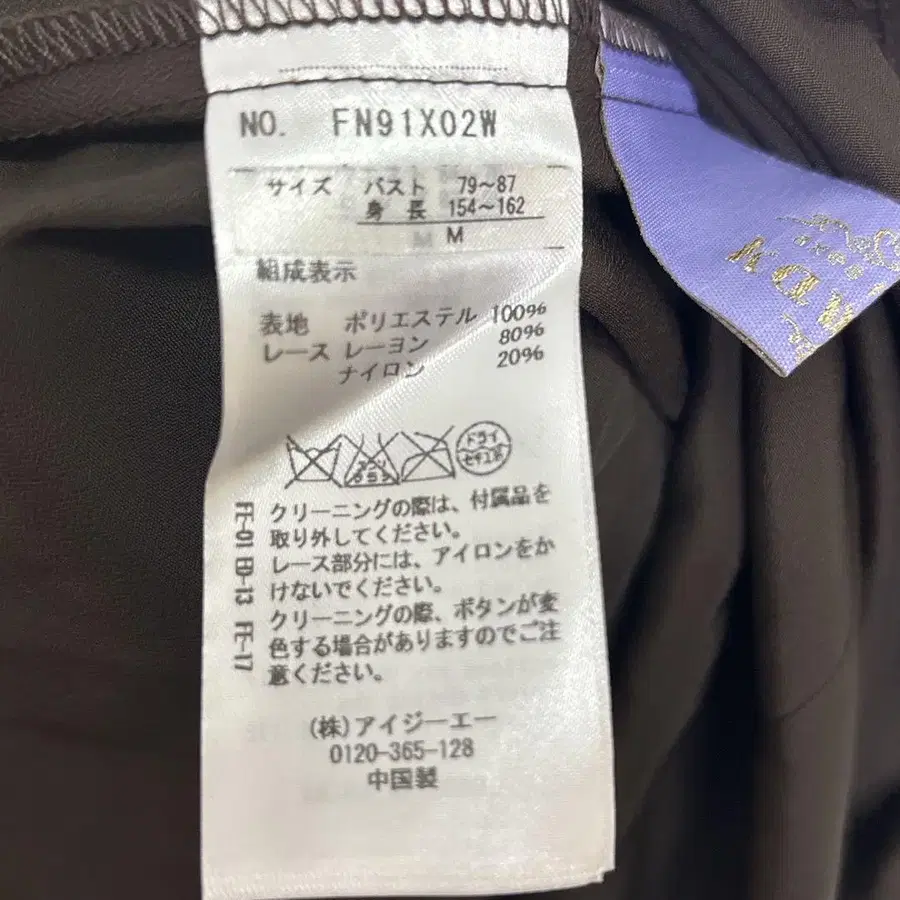 NO. FN91X02W
サイズ バスト 79～87
身 長 154～162
M
組成表示
表地 ポリエステル 100%
レース レーヨン 80%
ナイロン 20%
ドライ
セキユ系
FF-01 ED-13 FE-17
クリーニングの際は、付属品を
取り外してください。
レース部分には、アイロンをか
けないでください。
クリーニングの際、ボタンが変
色する場合がありますのでご注
意ください。
(株)アイジーエー
0120-365-128
中国製